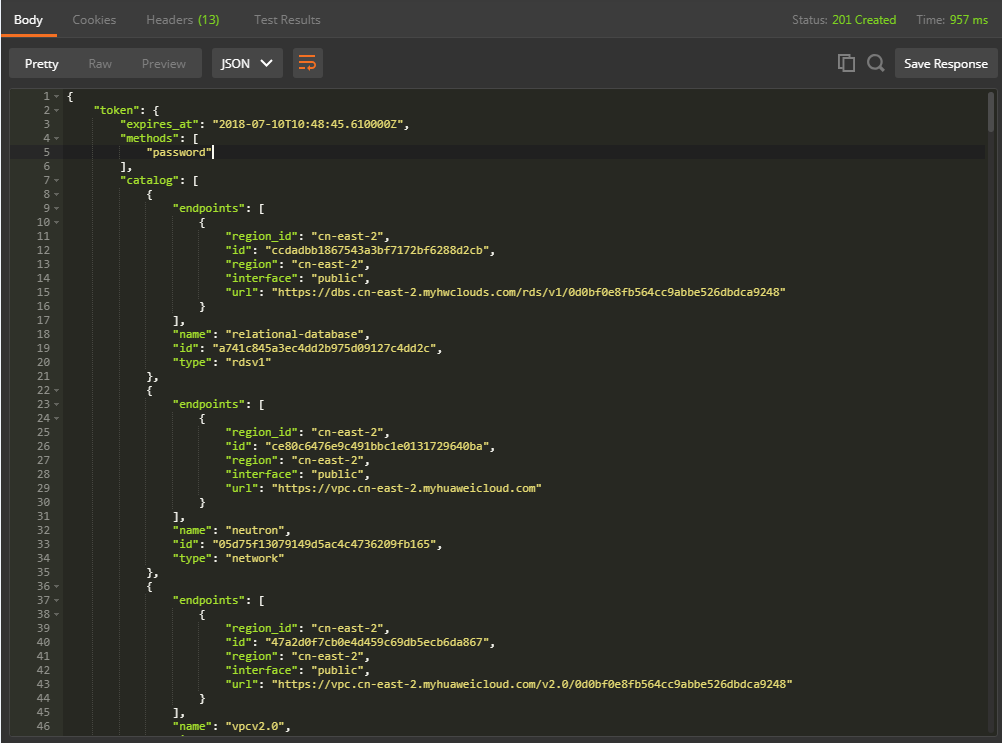 Body Cookies Headers (13) Test Results Status: 201 Created Time: 957 ms
Pretty Raw Preview JSON Save Response
1 {
2 "token": {
3 "expires_at": "2018-07-10T10:48:45.610000Z",
4 "methods": [
5 "password"
6 ],
7 "catalog": [
8 {
9 "endpoints": [
10 {
11 "region_id": "cn-east-2",
12 "id": "ccdadbb1867543a3bf7172bf6288d2cb",
13 "region": "cn-east-2",
14 "interface": "public",
15 "url": "https://dbs.cn-east-2.myhwclouds.com/rds/v1/0d0bf0e8fb564cc9abbe526dbdca9248"
16 }
17 ],
18 "name": "relational-database",
19 "id": "a741c845a3ec4dd2b975d09127c4dd2c",
20 "type": "rdsv1"
21 },
22 {
23 "endpoints": [
24 {
25 "region_id": "cn-east-2",
26 "id": "ce80c6476e9c491bbc1e0131729640ba",
27 "region": "cn-east-2",
28 "interface": "public",
29 "url": "https://vpc.cn-east-2.myhuaweicloud.com"
30 }
31 ],
32 "name": "neutron",
33 "id": "05d75f13079149d5ac4c4736209fb165",
34 "type": "network"
35 },
36 {
37 "endpoints": [
38 {
39 "region_id": "cn-east-2",
40 "id": "47a2d0f7cb0e4d459c69db5ecb6da867",
41 "region": "cn-east-2",
42 "interface": "public",
43 "url": "https://vpc.cn-east-2.myhuaweicloud.com/v2.0/0d0bf0e8fb564cc9abbe526dbdca9248"
44 }
45 ],
46 "name": "vpcv2.0",